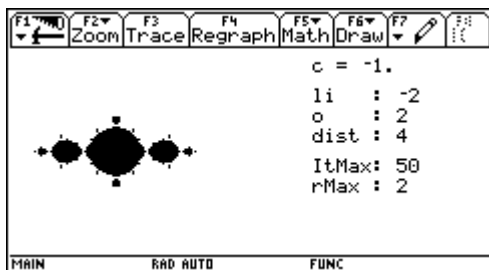 F1 F2 Zoom F3 Trace F4 Regraph F5 Math F6 Draw F7
c = -1.
li : -2
o : 2
dist : 4
ItMax: 50
rMax : 2
MAIN RAD AUTO FUNC